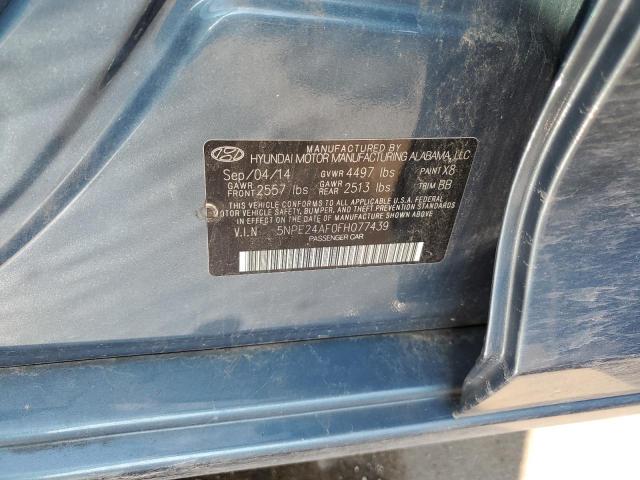 MANUFACTURED BY
HYUNDAI MOTOR MANUFACTURING ALABAMA, LLC
Sep/04/14 GVWR 4497 lbs PAINT X8
GAWR FRONT 2557 lbs GAWR REAR 2513 lbs TRIM BB
THIS VEHICLE CONFORMS TO ALL APPLICABLE U.S.A FEDERAL
MOTOR VEHICLE SAFETY, BUMPER, AND THEFT PREVENTION STANDARDS
IN EFFECT ON THE DATE OF MANUFACTURE SHOWN ABOVE.
V.I.N 5NPE24AF0FH077439
PASSENGER CAR